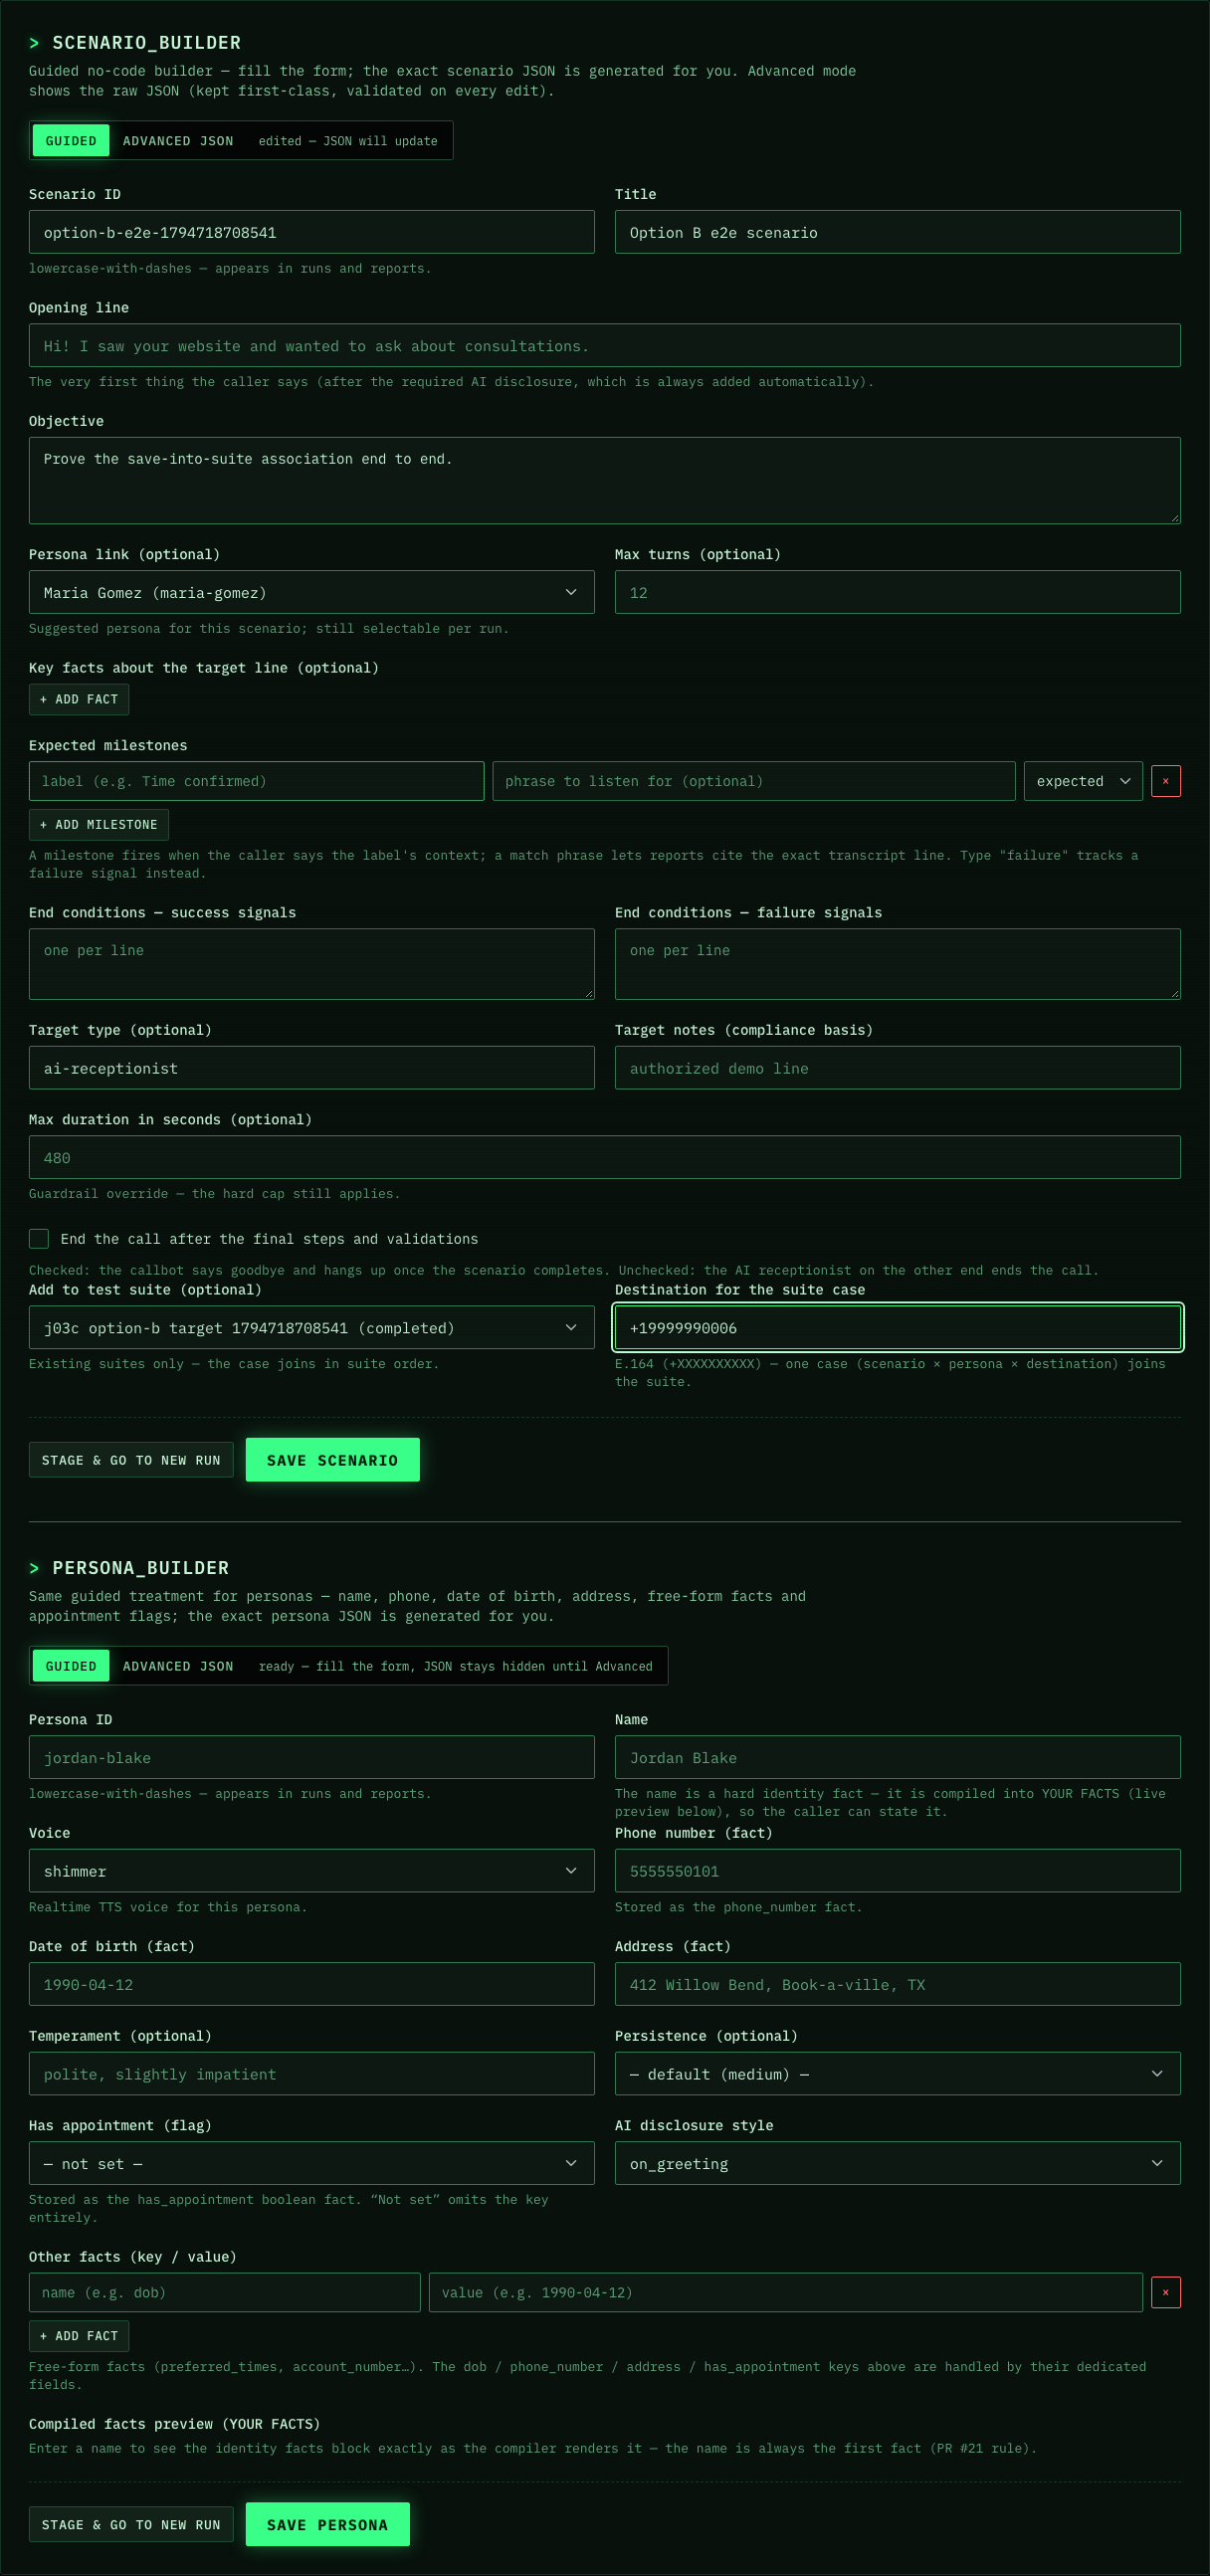 > SCENARIO_BUILDER
Guided no-code builder — fill the form; the exact scenario JSON is generated for you. Advanced mode
shows the raw JSON (kept first-class, validated on every edit).
GUIDED ADVANCED JSON edited — JSON will update
Scenario ID Title
option-b-e2e-1794718708541 Option B e2e scenario
lowercase-with-dashes — appears in runs and reports.
Opening line
Hi! I saw your website and wanted to ask about consultations.
The very first thing the caller says (after the required AI disclosure, which is always added automatically).
Objective
Prove the save-into-suite association end to end.
Persona link (optional) Max turns (optional)
Maria Gomez (maria-gomez) 12
Suggested persona for this scenario; still selectable per run.
Key facts about the target line (optional)
+ ADD FACT
Expected milestones
label (e.g. Time confirmed) phrase to listen for (optional) expected ×
+ ADD MILESTONE
A milestone fires when the caller says the label's context; a match phrase lets reports cite the exact transcript line. Type "failure" tracks a
failure signal instead.
End conditions — success signals End conditions — failure signals
one per line one per line
Target type (optional) Target notes (compliance basis)
ai-receptionist authorized demo line
Max duration in seconds (optional)
480
Guardrail override — the hard cap still applies.
End the call after the final steps and validations
Checked: the callbot says goodbye and hangs up once the scenario completes. Unchecked: the AI receptionist on the other end ends the call.
Add to test suite (optional) Destination for the suite case
j03c option-b target 1794718708541 (completed) +19999990006
Existing suites only — the case joins in suite order. E.164 (+XXXXXXXXXX) — one case (scenario × persona × destination) joins
the suite.
STAGE & GO TO NEW RUN SAVE SCENARIO
> PERSONA_BUILDER
Same guided treatment for personas — name, phone, date of birth, address, free-form facts and
appointment flags; the exact persona JSON is generated for you.
GUIDED ADVANCED JSON ready — fill the form, JSON stays hidden until Advanced
Persona ID Name
jordan-blake Jordan Blake
lowercase-with-dashes — appears in runs and reports. The name is a hard identity fact — it is compiled into YOUR FACTS (live
preview below), so the caller can state it.
Voice Phone number (fact)
shimmer 5555550101
Realtime TTS voice for this persona. Stored as the phone_number fact.
Date of birth (fact) Address (fact)
1990-04-12 412 Willow Bend, Book-a-ville, TX
Temperament (optional) Persistence (optional)
polite, slightly impatient — default (medium) —
Has appointment (flag) AI disclosure style
— not set — on_greeting
Stored as the has_appointment boolean fact. “Not set” omits the key
entirely.
Other facts (key / value)
name (e.g. dob) value (e.g. 1990-04-12) ×
+ ADD FACT
Free-form facts (preferred_times, account_number…). The dob / phone_number / address / has_appointment keys above are handled by their dedicated
fields.
Compiled facts preview (YOUR FACTS)
Enter a name to see the identity facts block exactly as the compiler renders it — the name is always the first fact (PR #21 rule).
STAGE & GO TO NEW RUN SAVE PERSONA